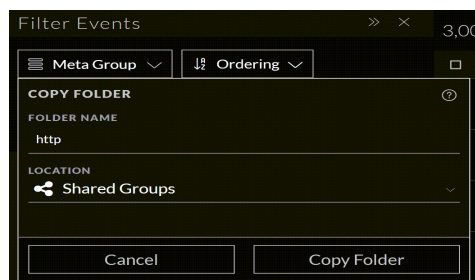 Filter Events
3,00
Meta Group
Ordering
COPY FOLDER
FOLDER NAME
http
LOCATION
Shared Groups
Cancel
Copy Folder